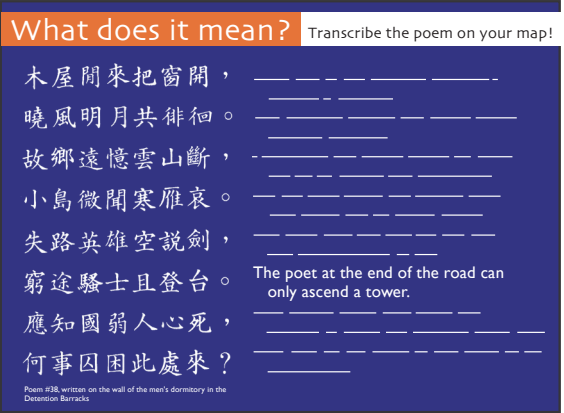 What does it mean?
Transcribe the poem on your map!
木屋閒來把窗開，
曉風明月共徘徊。
故鄉遠憶雲山斷，
小島微聞寒雁哀。
失路英雄空說劍，
窮途騷士且登台。
應知國弱人心死，
何事囚困此處來？
The poet at the end of the road can
only ascend a tower.
Poem #38, written on the wall of the men's dormitory in the
Detention Barracks